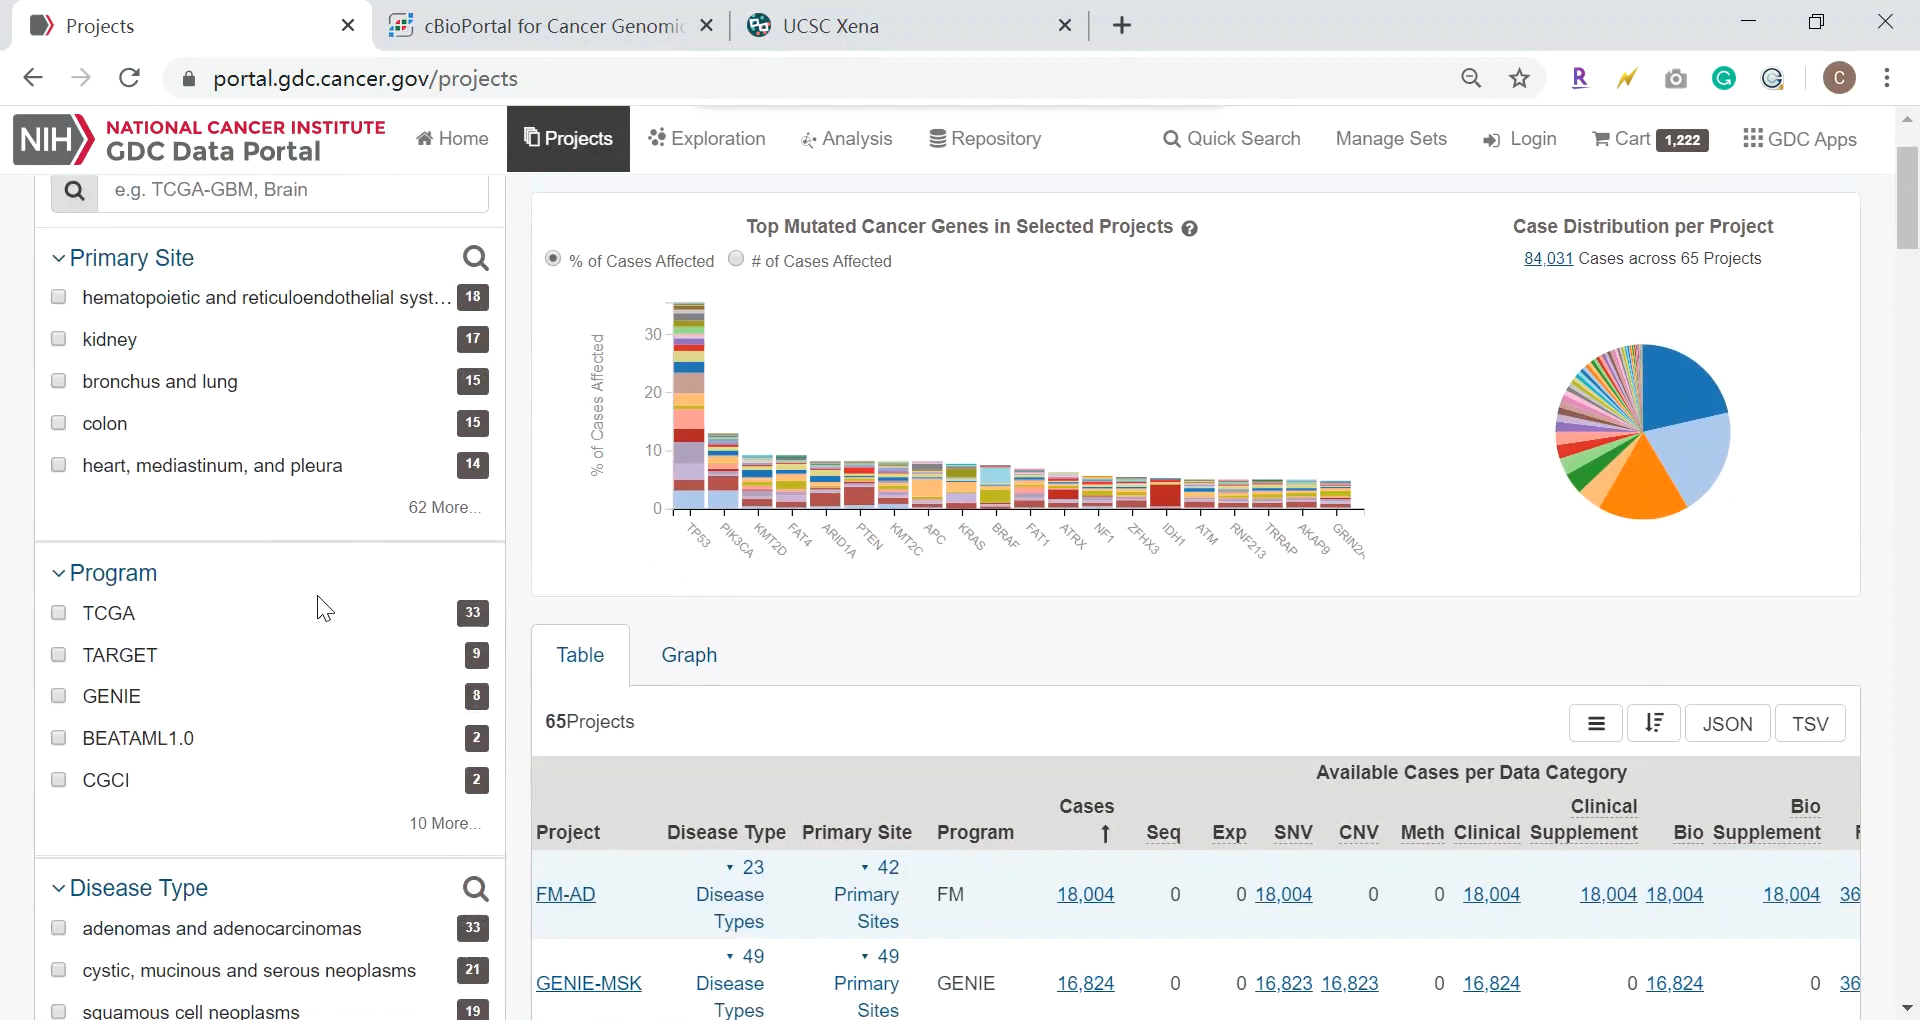 Projects
cBioPortal for Cancer Genomic
UCSC Xena
portal.gdc.cancer.gov/projects
C
NIH NATIONAL CANCER INSTITUTE
GDC Data Portal
Home
Projects
Exploration
Analysis
Repository
Quick Search
Manage Sets
Login
Cart 1,222
GDC Apps
e.g. TCGA-GBM, Brain
Primary Site
hematopoietic and reticuloendothelial syst... 18
kidney 17
bronchus and lung 15
colon 15
heart, mediastinum, and pleura 14
62 More...
Program
TCGA 33
TARGET 9
GENIE 8
BEATAML1.0 2
CGCI 2
10 More...
Disease Type
adenomas and adenocarcinomas 33
cystic, mucinous and serous neoplasms 21
squamous cell neoplasms 19
Top Mutated Cancer Genes in Selected Projects
% of Cases Affected # of Cases Affected
% of Cases Affected
30
20
10
0
TP53 PIK3CA KMT2D FAT4 ARID1A PTEN KMT2C APC KRAS BRAF FAT1 ATRX NF1 ZFHX3 IDH1 ATM RNF213 TRRAP AKAP9 GRIN2A
Case Distribution per Project
84,031 Cases across 65 Projects
Table Graph
65Projects
JSON TSV
Available Cases per Data Category
Cases Clinical Bio
Project Disease Type Primary Site Program Seq Exp SNV CNV Meth Clinical Supplement Bio Supplement
23 42
FM-AD Disease Primary FM 18,004 0 0 18,004 0 0 18,004 18,004 18,004 18,004 36
Types Sites
49 49
GENIE-MSK Disease Primary GENIE 16,824 0 0 16,823 16,823 0 16,824 0 16,824 0 36
Types Sites